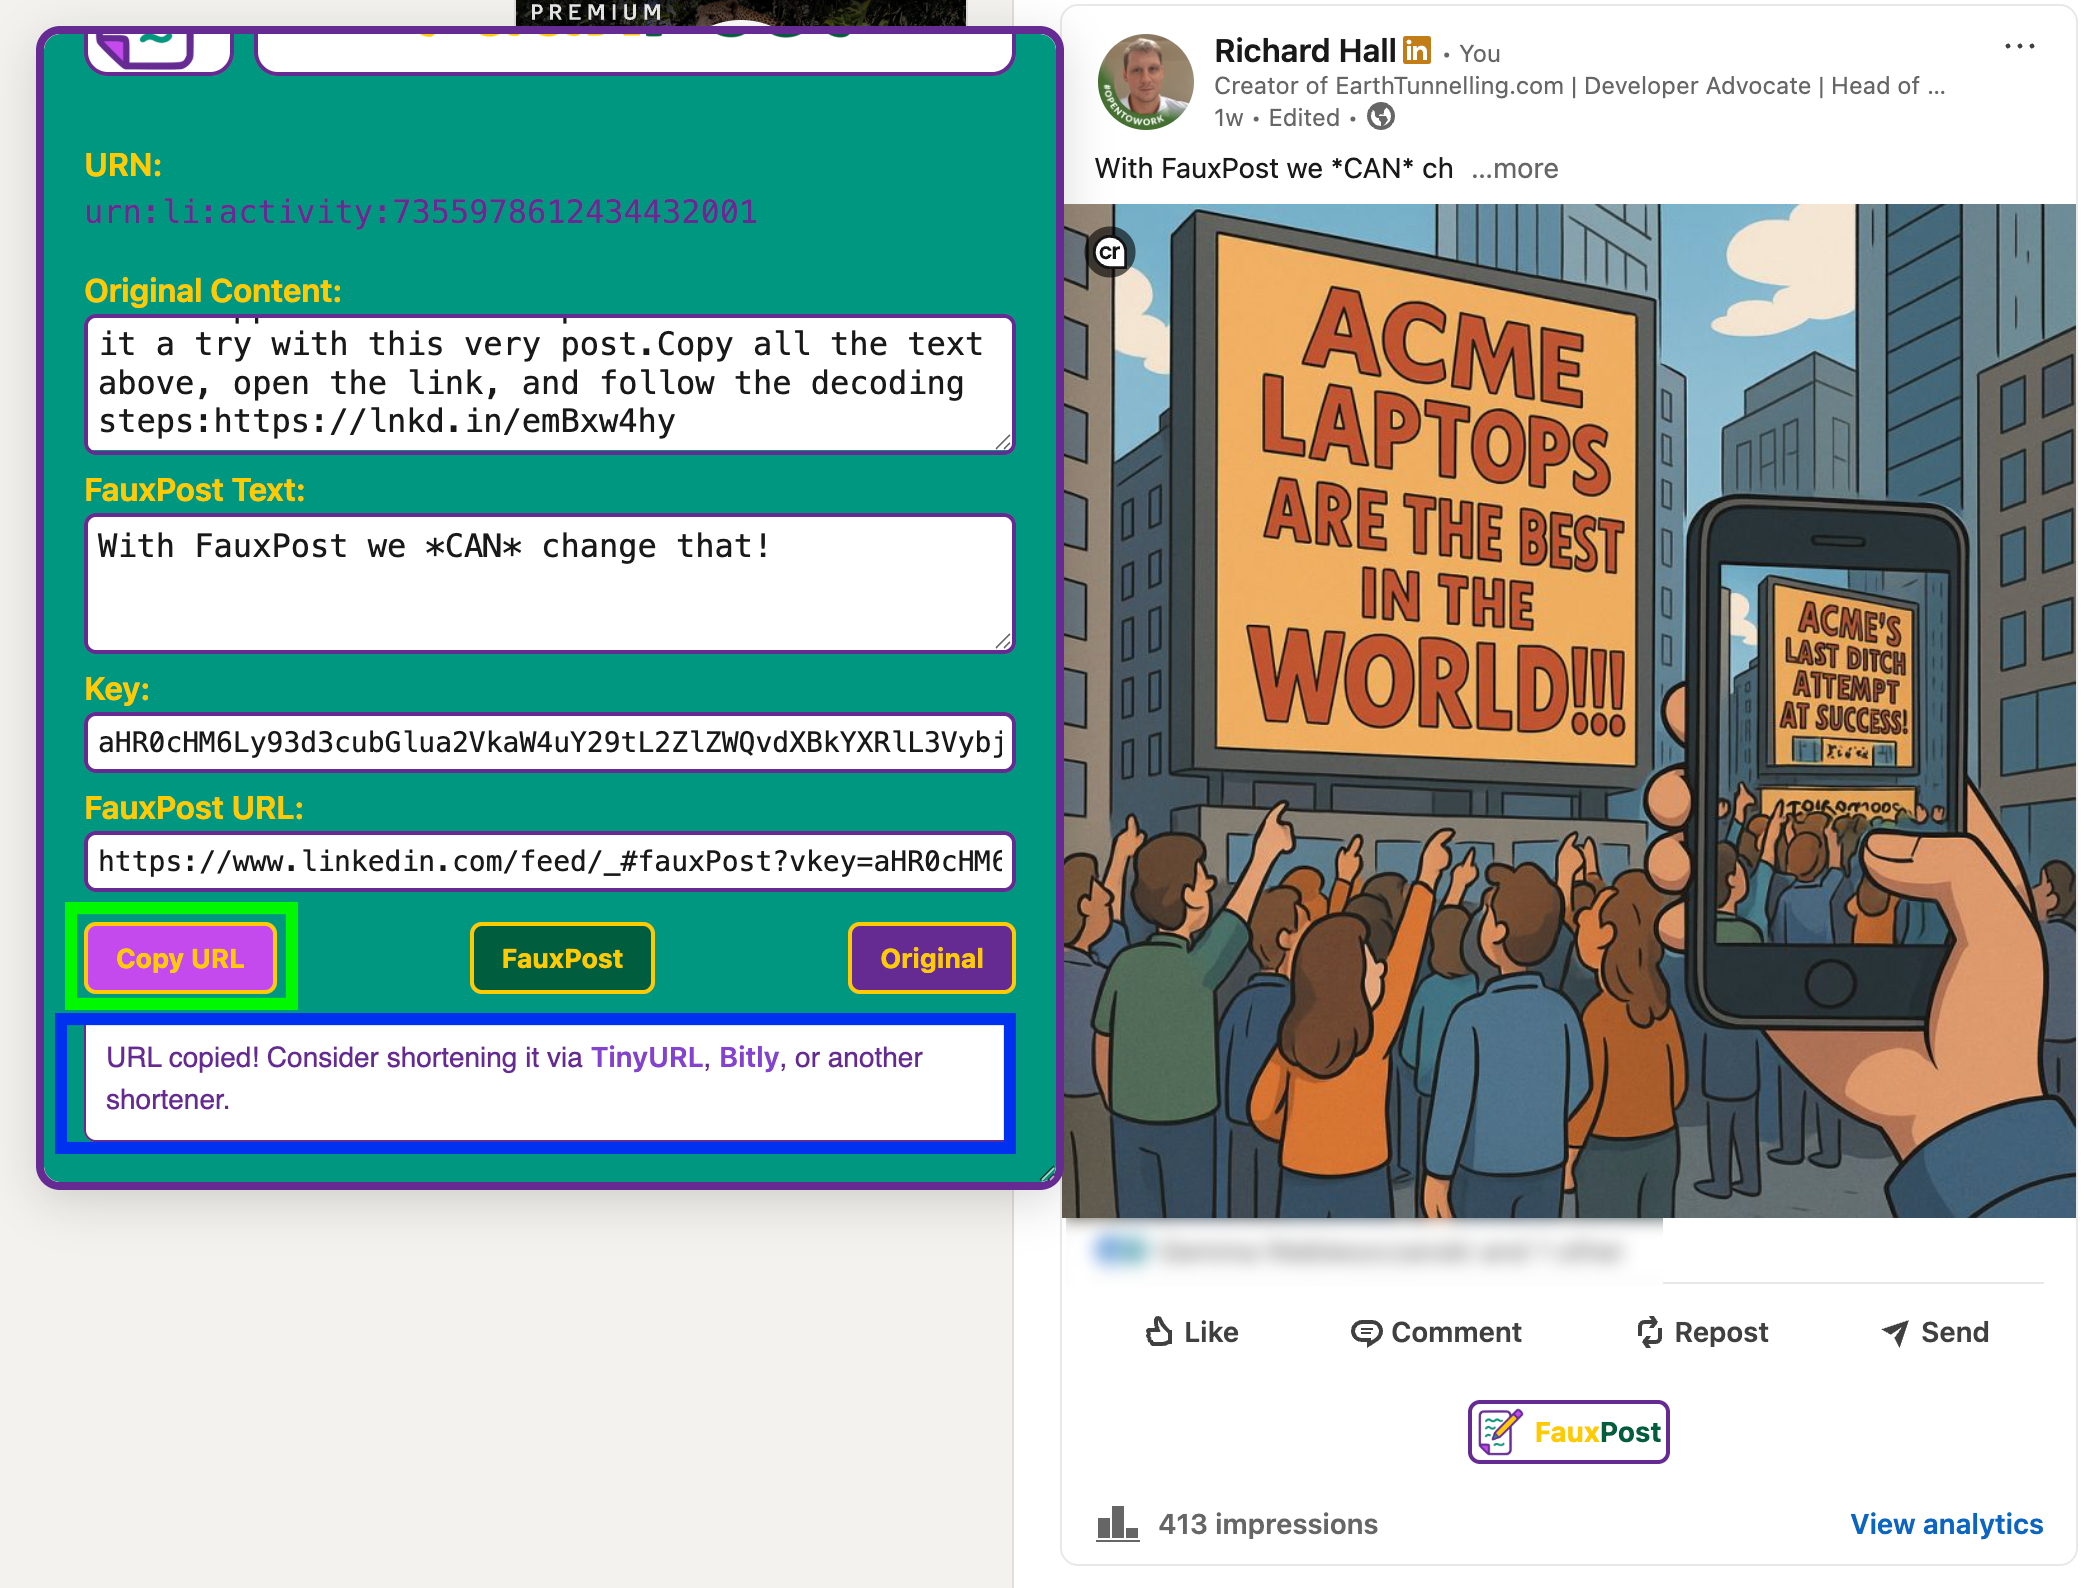 PREMIUM
URN:
urn:li:activity:7355978612434432001
Original Content:
it a try with this very post.Copy all the text
above, open the link, and follow the decoding
steps:https://lnkd.in/emBxw4hy
FauxPost Text:
With FauxPost we *CAN* change that!
Key:
aHR0cHM6Ly93d3cubGlua2VkaW4uY29tL2ZlZWQvdXBkYXRlL3Vybj
FauxPost URL:
https://www.linkedin.com/feed/_#fauxPost?vkey=aHR0cHM6
Copy URL
FauxPost
Original
URL copied! Consider shortening it via TinyURL, Bitly, or another
shortener.
Richard Hall in • You
Creator of EarthTunnelling.com | Developer Advocate | Head of ...
1w • Edited •
#OPENTOWORK
With FauxPost we *CAN* ch ...more
cr
ACME
LAPTOPS
ARE THE BEST
IN THE
WORLD!!!
ACME'S
LAST DITCH
ATTEMPT
AT SUCCESS!
Like
Comment
Repost
Send
FauxPost
413 impressions
View analytics